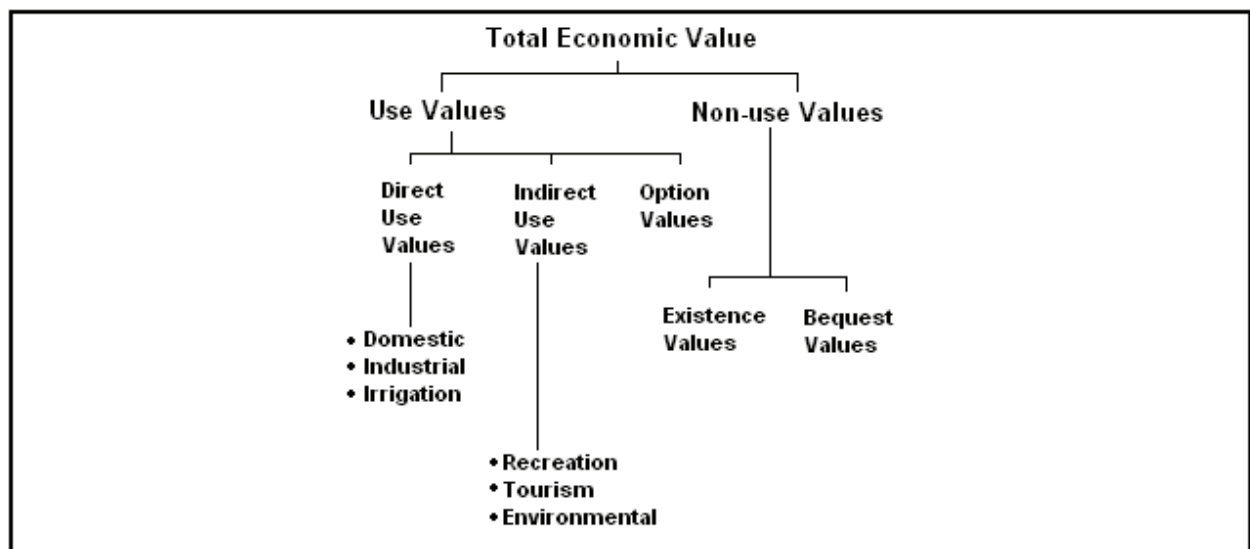 Total Economic Value
Use Values
Non-use Values
Direct
Use
Values
Indirect
Use
Values
Option
Values
• Domestic
• Industrial
• Irrigation
Existence
Values
Bequest
Values
• Recreation
• Tourism
• Environmental